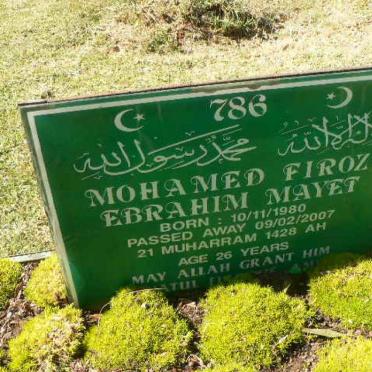 786
لا إله إلا الله محمد رسول الله
MOHAMED FIROZ
EBRAHIM MAYET
BORN : 10/11/1980
PASSED AWAY 09/02/2007
21 MUHARRAM 1428 AH
AGE 26 YEARS
MAY ALLAH GRANT HIM